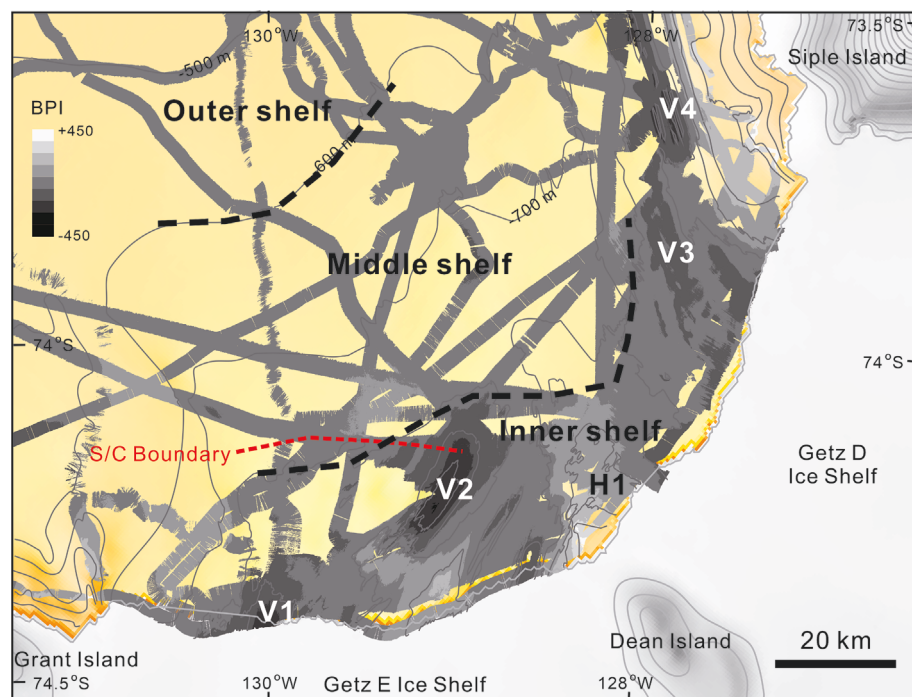 130°W
128°W
73.5°S
Siple Island
-500 m
BPI
+450
-450
Outer shelf
-600 m
V4
-700 m
V3
Middle shelf
74°S
74°S
S/C Boundary
Inner shelf
V2
H1
Getz D
Ice Shelf
V1
Dean Island
20 km
Grant Island
74.5°S
130°W
Getz E Ice Shelf
128°W